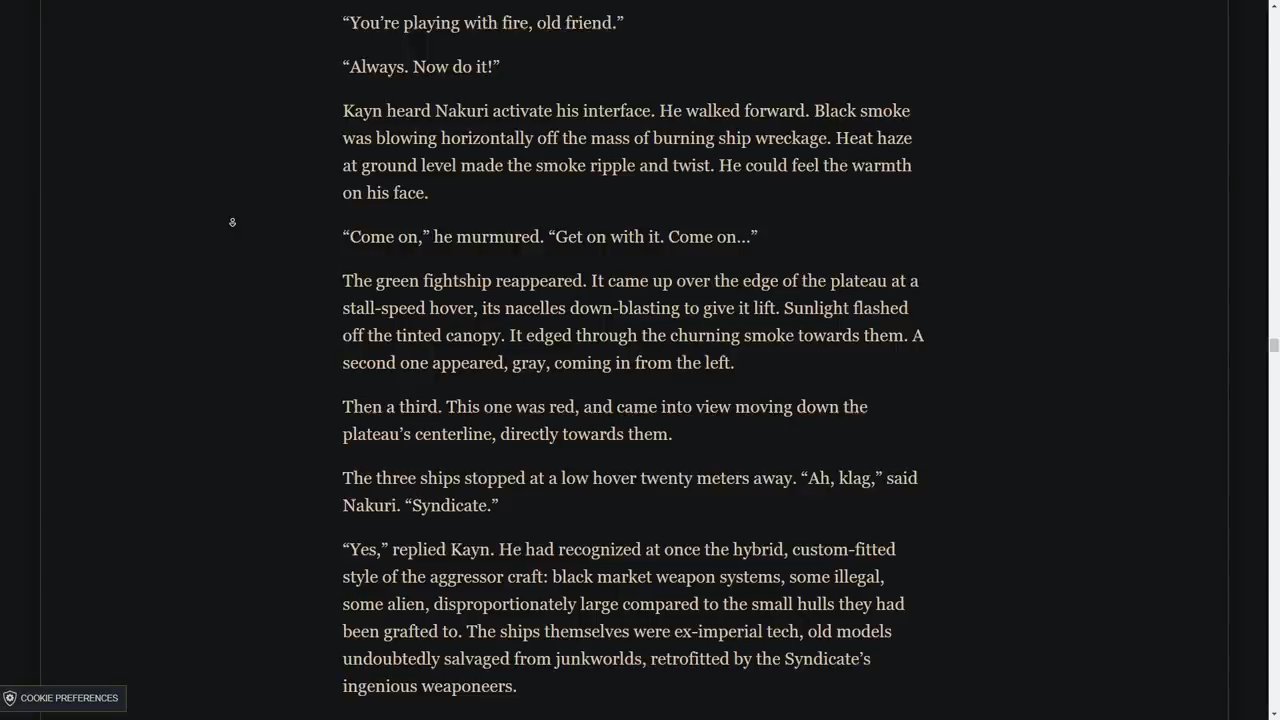 “You’re playing with fire, old friend.”
“Always. Now do it!”
Kayn heard Nakuri activate his interface. He walked forward. Black smoke
was blowing horizontally off the mass of burning ship wreckage. Heat haze
at ground level made the smoke ripple and twist. He could feel the warmth
on his face.
“Come on,” he murmured. “Get on with it. Come on…”
The green fightship reappeared. It came up over the edge of the plateau at a
stall-speed hover, its nacelles down-blasting to give it lift. Sunlight flashed
off the tinted canopy. It edged through the churning smoke towards them. A
second one appeared, gray, coming in from the left.
Then a third. This one was red, and came into view moving down the
plateau’s centerline, directly towards them.
The three ships stopped at a low hover twenty meters away. “Ah, klag,” said
Nakuri. “Syndicate.”
“Yes,” replied Kayn. He had recognized at once the hybrid, custom-fitted
style of the aggressor craft: black market weapon systems, some illegal,
some alien, disproportionately large compared to the small hulls they had
been grafted to. The ships themselves were ex-imperial tech, old models
undoubtedly salvaged from junkworlds, retrofitted by the Syndicate’s
ingenious weaponeers.
COOKIE PREFERENCES